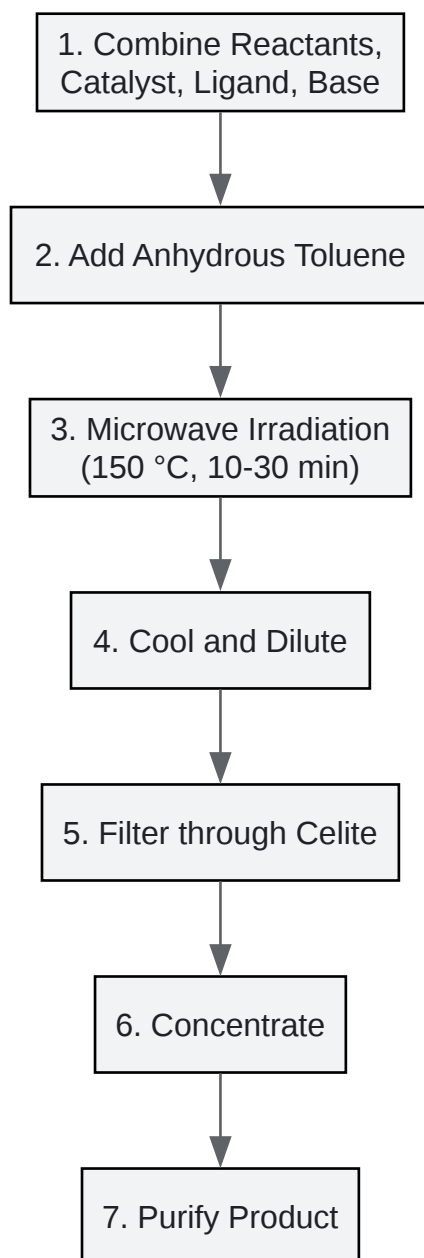 1. Combine Reactants,
Catalyst, Ligand, Base
2. Add Anhydrous Toluene
3. Microwave Irradiation
(150 °C, 10-30 min)
4. Cool and Dilute
5. Filter through Celite
6. Concentrate
7. Purify Product